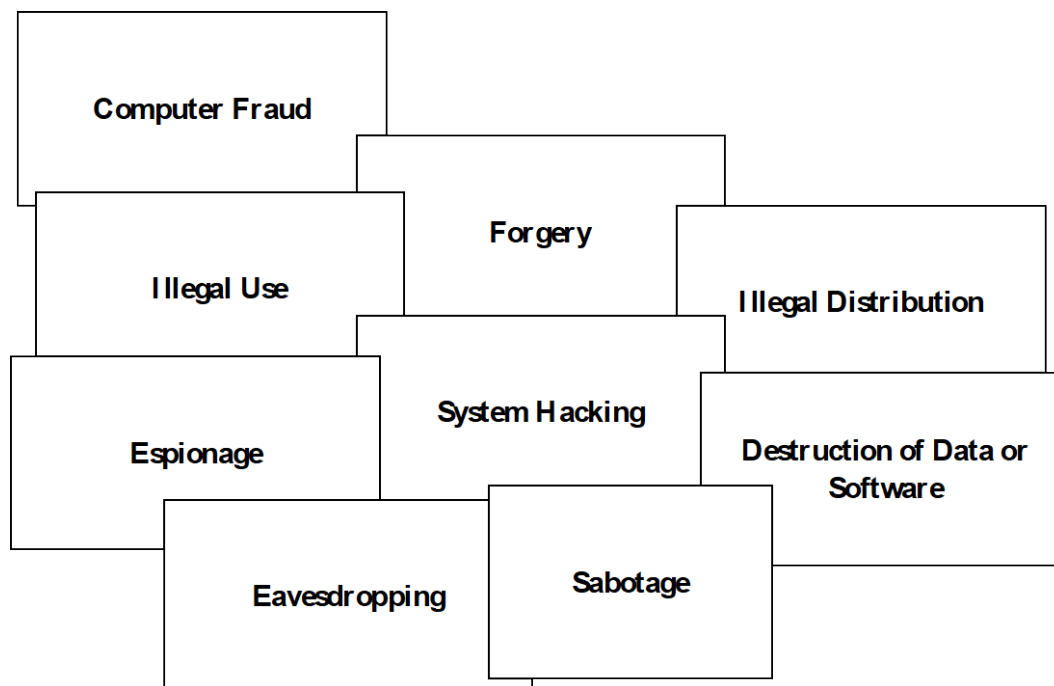 Computer Fraud
Forgery
Illegal Use
Illegal Distribution
System Hacking
Espionage
Destruction of Data or
Software
Eavesdropping
Sabotage